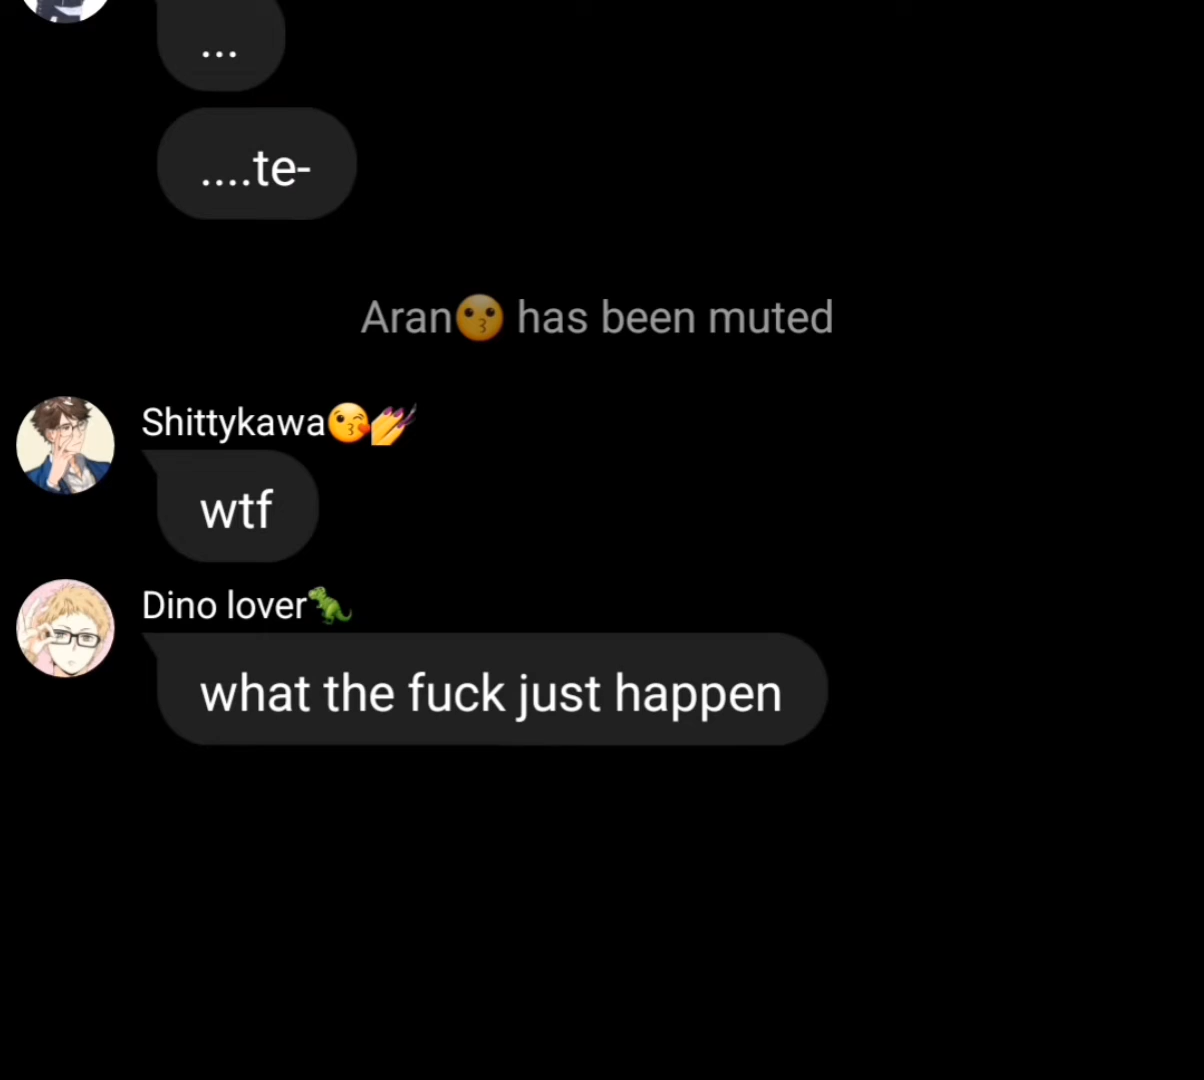 ...
....te-
Aran😗 has been muted
Shittykawa😘💅
wtf
Dino lover🦖
what the fuck just happen